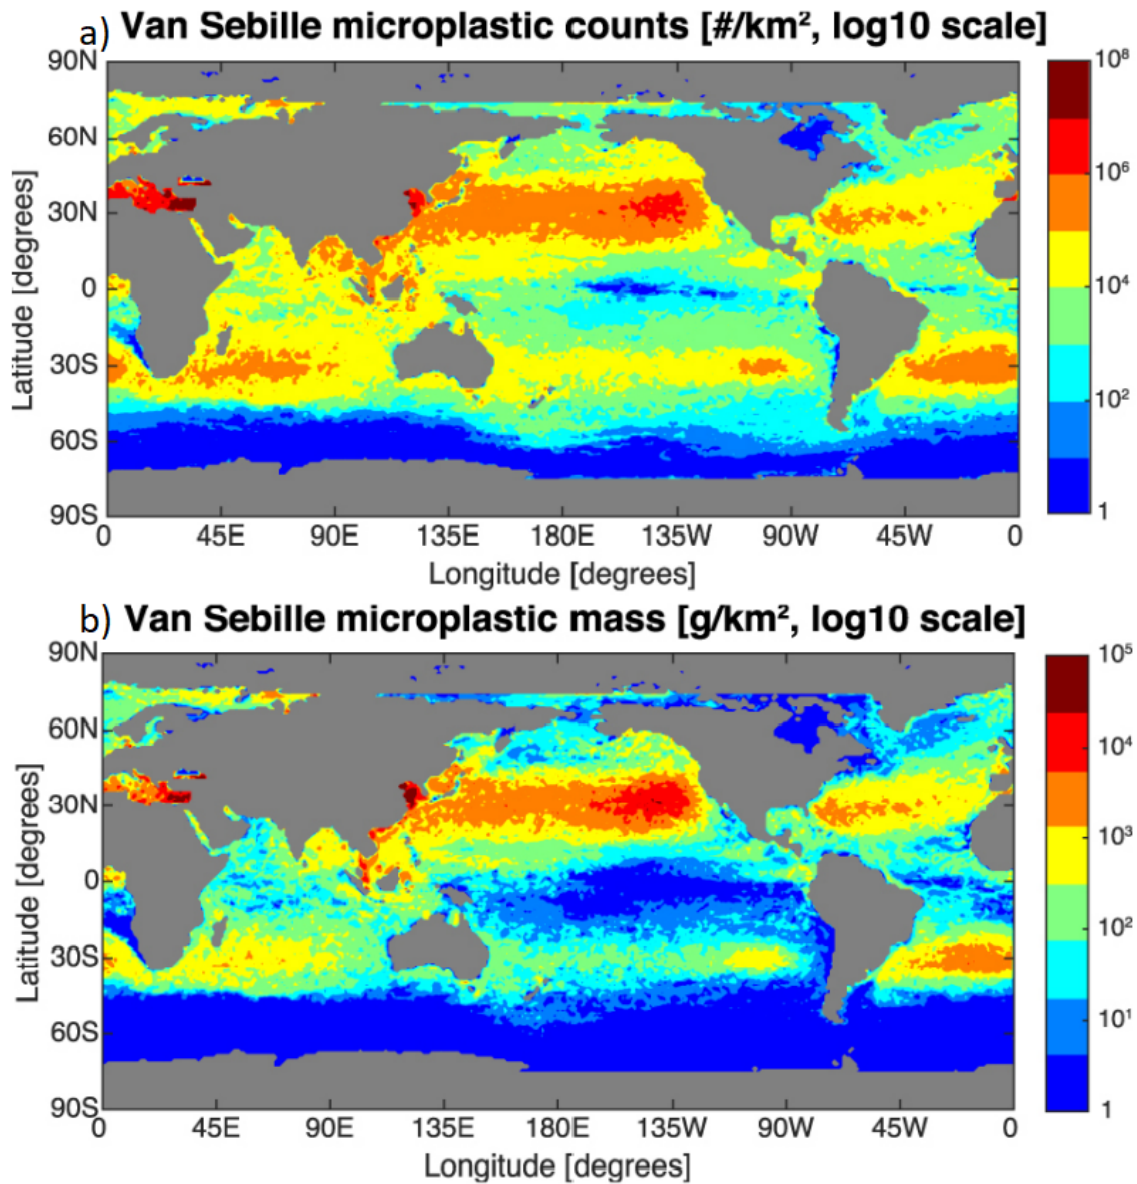 a) Van Sebille microplastic counts [#/km², log10 scale]
90N
60N
30N
0
30S
60S
90S
Latitude [degrees]
0 45E 90E 135E 180E 135W 90W 45W 0
Longitude [degrees]
10⁸
10⁶
10⁴
10²
1
b) Van Sebille microplastic mass [g/km², log10 scale]
90N
60N
30N
0
30S
60S
90S
Latitude [degrees]
0 45E 90E 135E 180E 135W 90W 45W 0
Longitude [degrees]
10⁵
10⁴
10³
10²
10¹
1